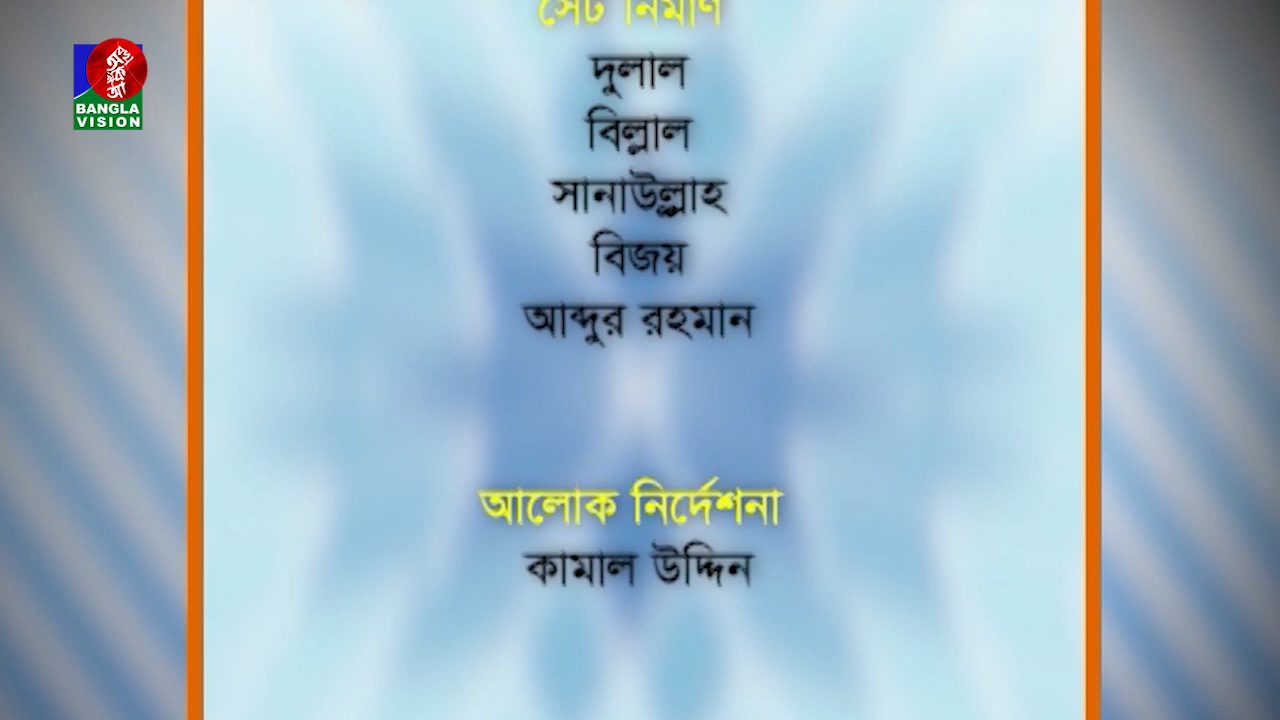 সেট নির্মাণ
দুলাল
বিল্লাল
সানাউল্লাহ
বিজয়
আব্দুর রহমান
আলোক নির্দেশনা
কামাল উদ্দিন
BANGLA
VISION